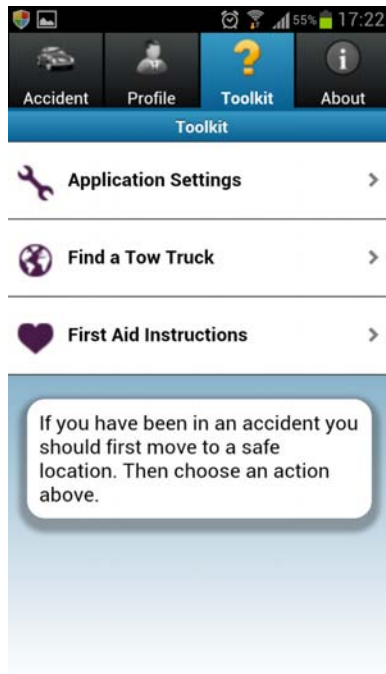 55% 17:22
Accident Profile Toolkit About
Toolkit
Application Settings
Find a Tow Truck
First Aid Instructions
If you have been in an accident you
should first move to a safe
location. Then choose an action
above.